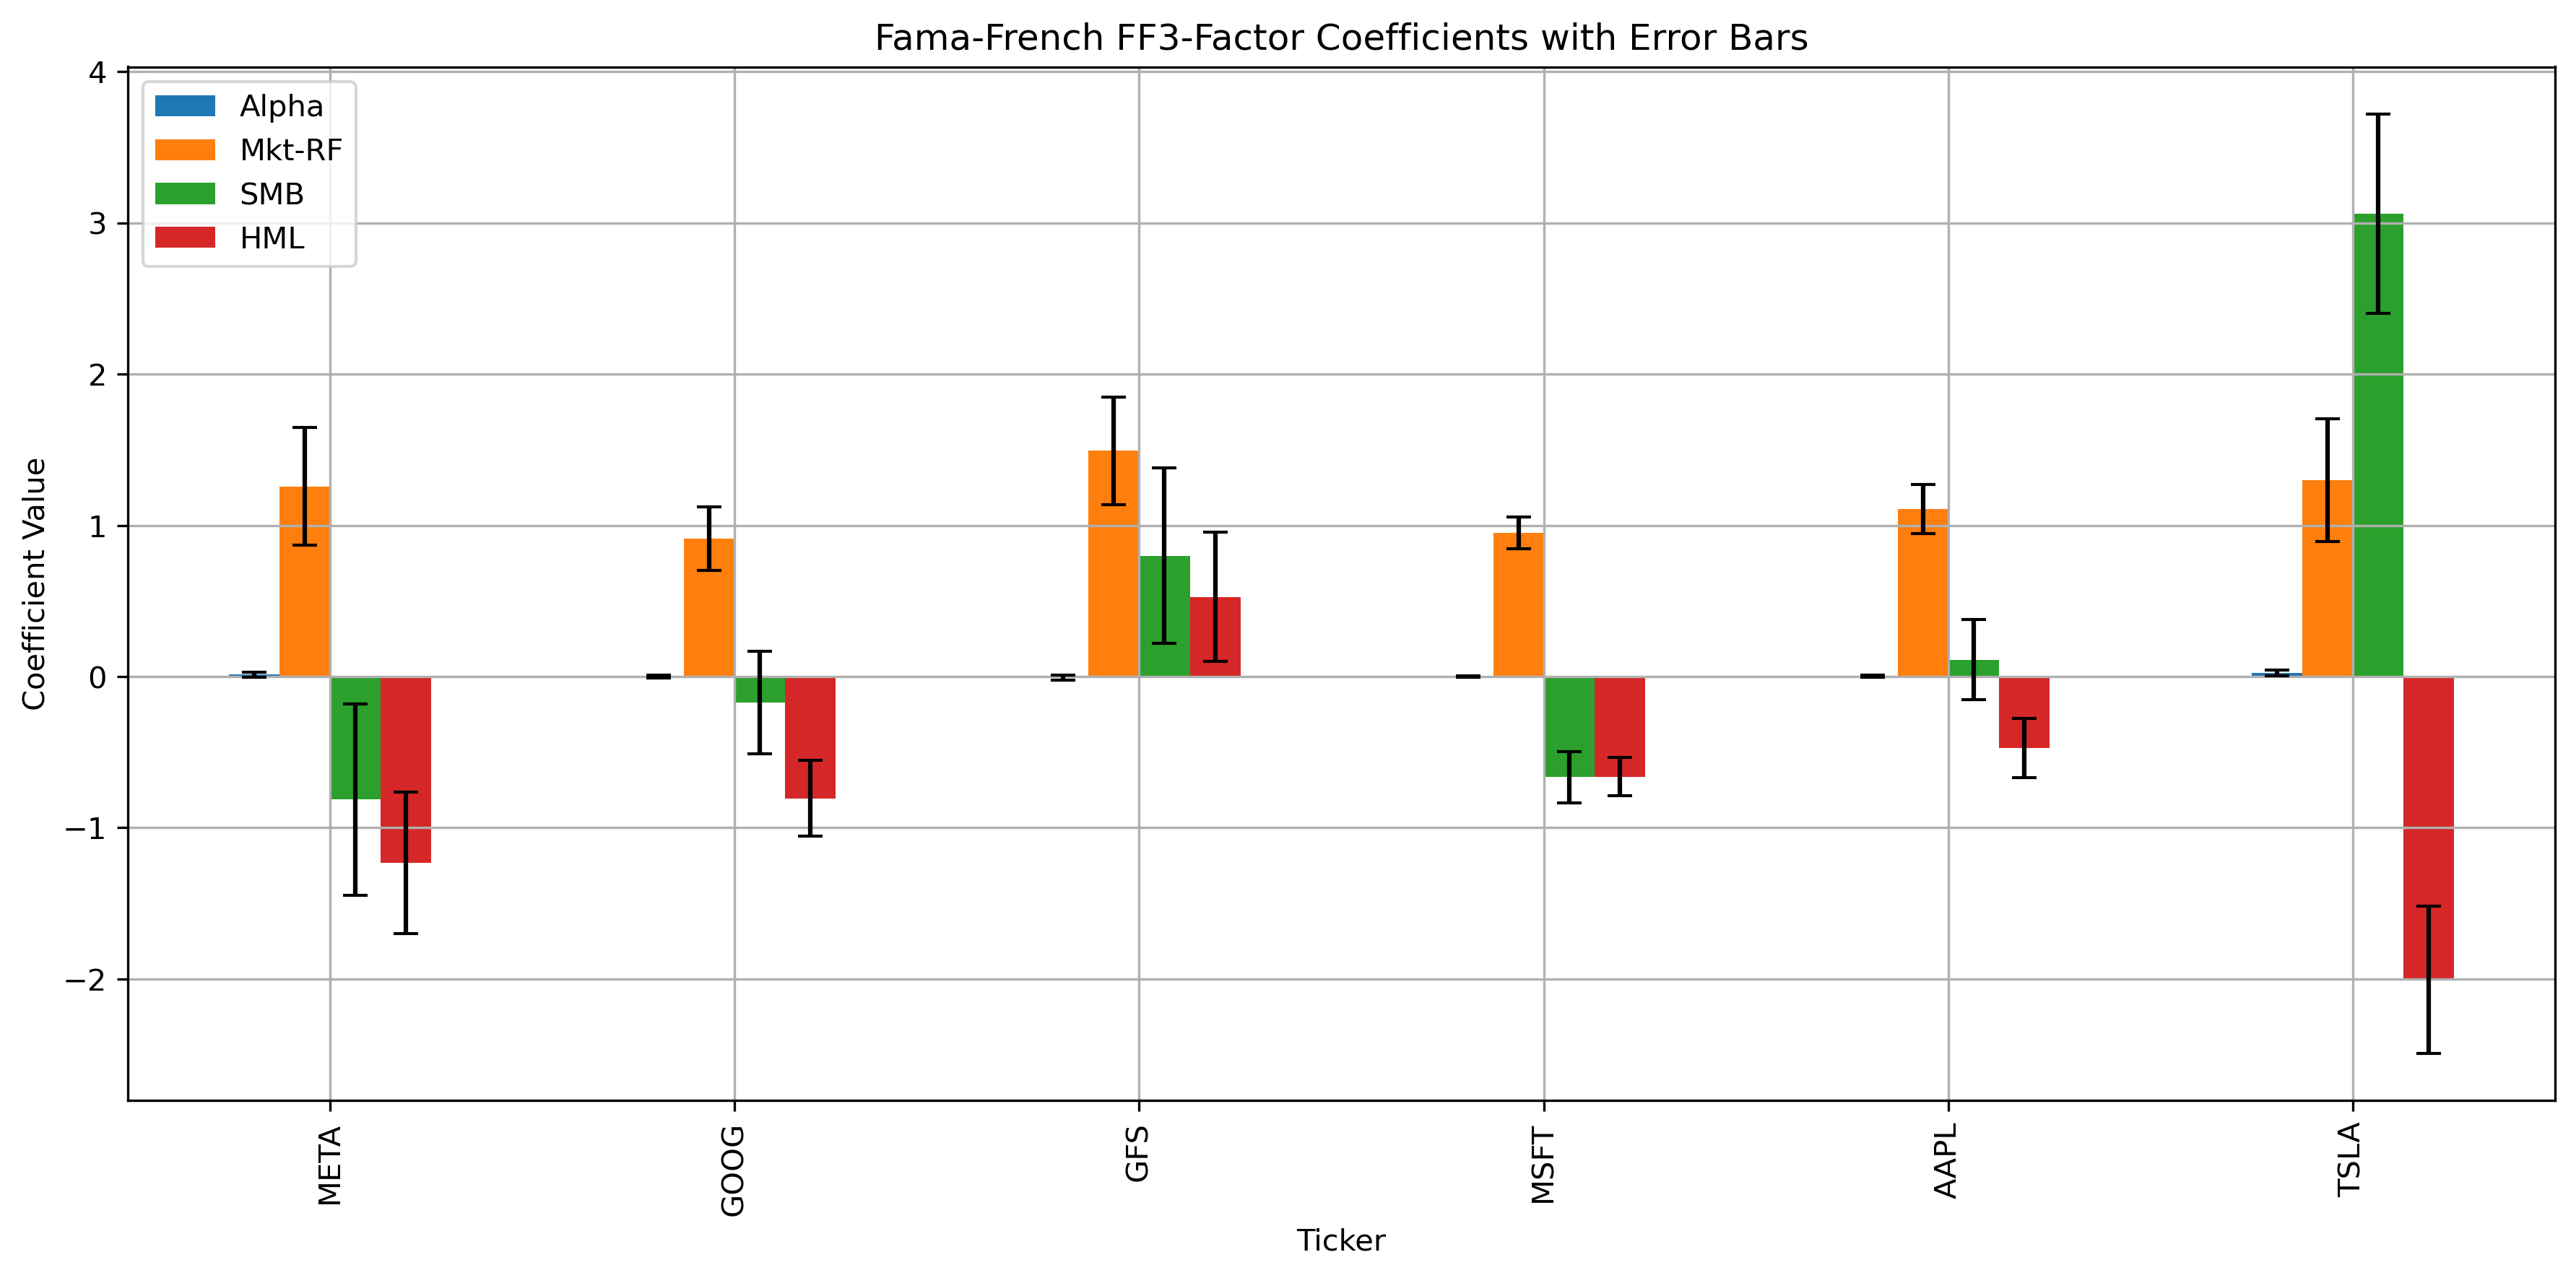 Fama-French FF3-Factor Coefficients with Error Bars
Alpha
Mkt-RF
SMB
HML
4
3
2
1
0
−1
−2
Coefficient Value
META
GOOG
GFS
MSFT
AAPL
TSLA
Ticker